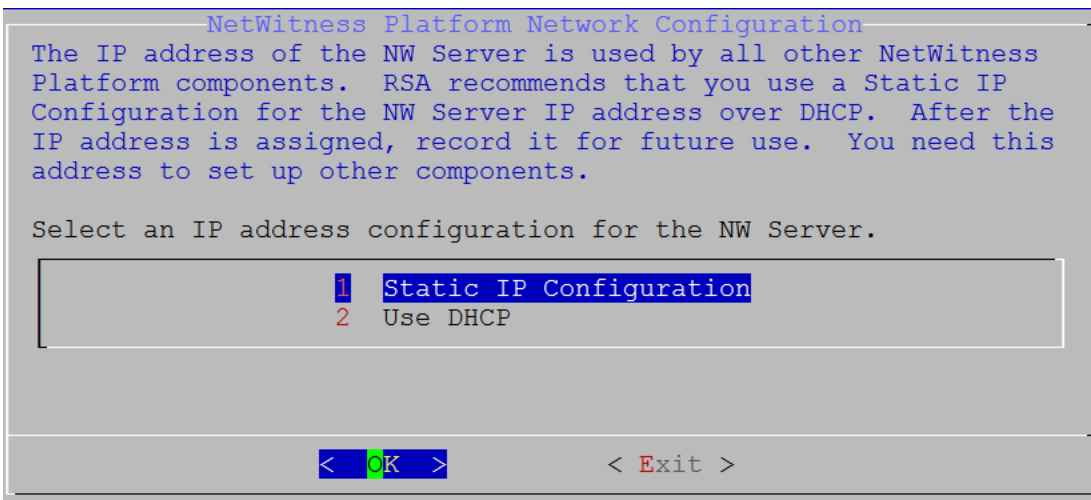 NetWitness Platform Network Configuration
The IP address of the NW Server is used by all other NetWitness
Platform components.  RSA recommends that you use a Static IP
Configuration for the NW Server IP address over DHCP.  After the
IP address is assigned, record it for future use.  You need this
address to set up other components.
Select an IP address configuration for the NW Server.
1  Static IP Configuration
2  Use DHCP
<  OK  > < Exit >